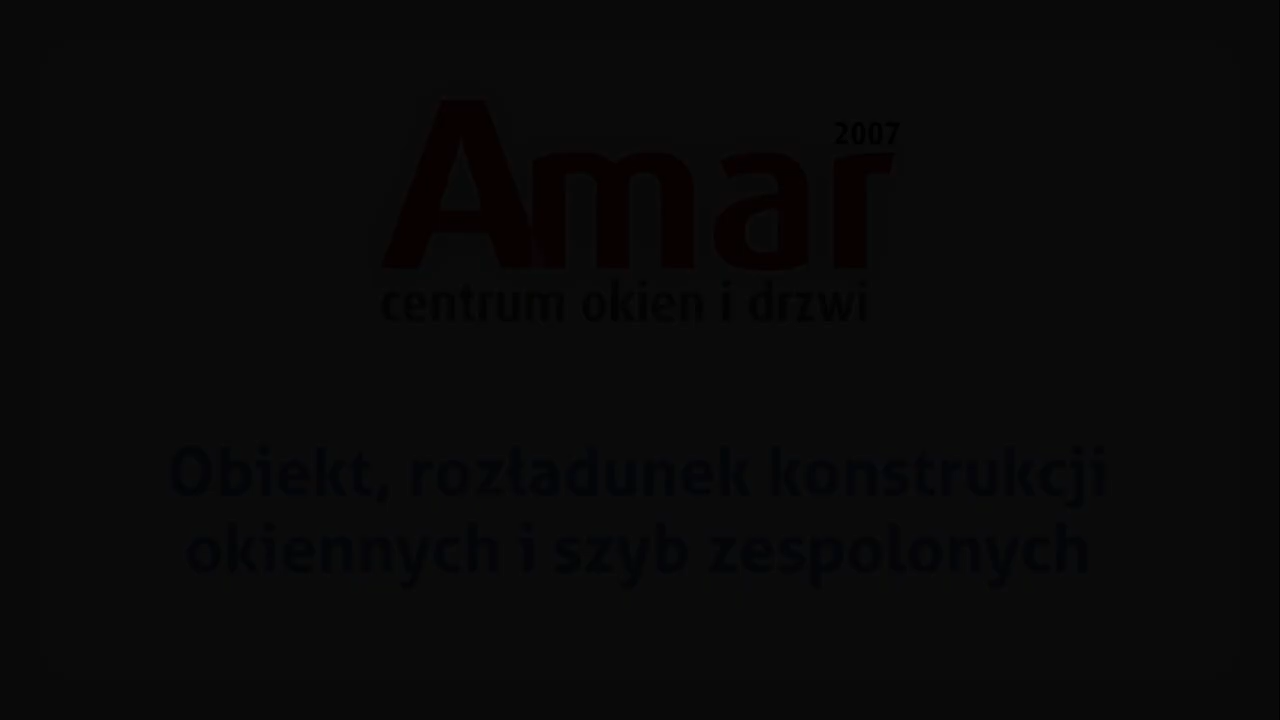 Amar
2007
centrum okien i drzwi
Obiekt, rozładunek konstrukcji
okiennych i szyb zespolonych